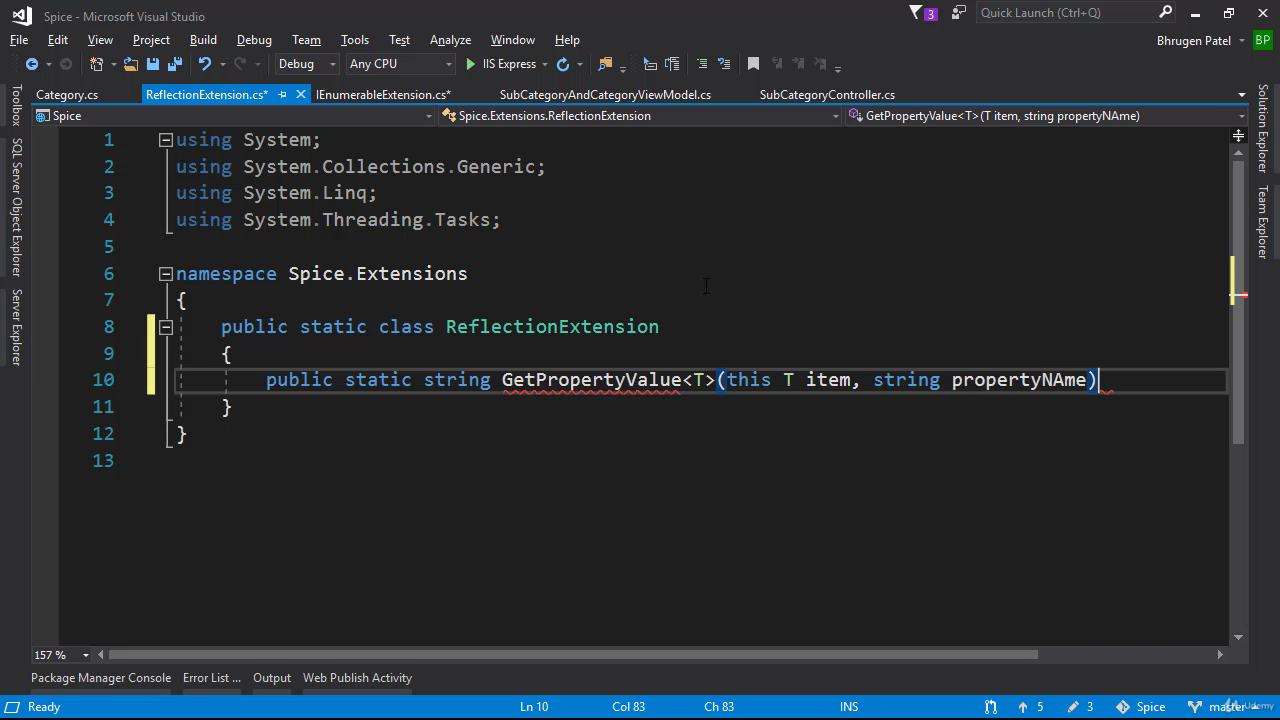 Spice - Microsoft Visual Studio
3
Quick Launch (Ctrl+Q)
File Edit View Project Build Debug Team Tools Test Analyze Window Help
Bhrugen Patel BP
Debug Any CPU IIS Express
Category.cs ReflectionExtension.cs* IEnumerableExtension.cs* SubCategoryAndCategoryViewModel.cs SubCategoryController.cs
Spice Spice.Extensions.ReflectionExtension GetPropertyValue<T>(T item, string propertyNAme)
Toolbox
SQL Server Object Explorer
Server Explorer
Solution Explorer
Team Explorer
1 using System;
2 using System.Collections.Generic;
3 using System.Linq;
4 using System.Threading.Tasks;
5
6 namespace Spice.Extensions
7 {
8 public static class ReflectionExtension
9 {
10 public static string GetPropertyValue<T>(this T item, string propertyNAme)
11 }
12 }
13
157 %
Package Manager Console Error List ... Output Web Publish Activity
Ready Ln 10 Col 83 Ch 83 INS 5 3 Spice master
Udemy